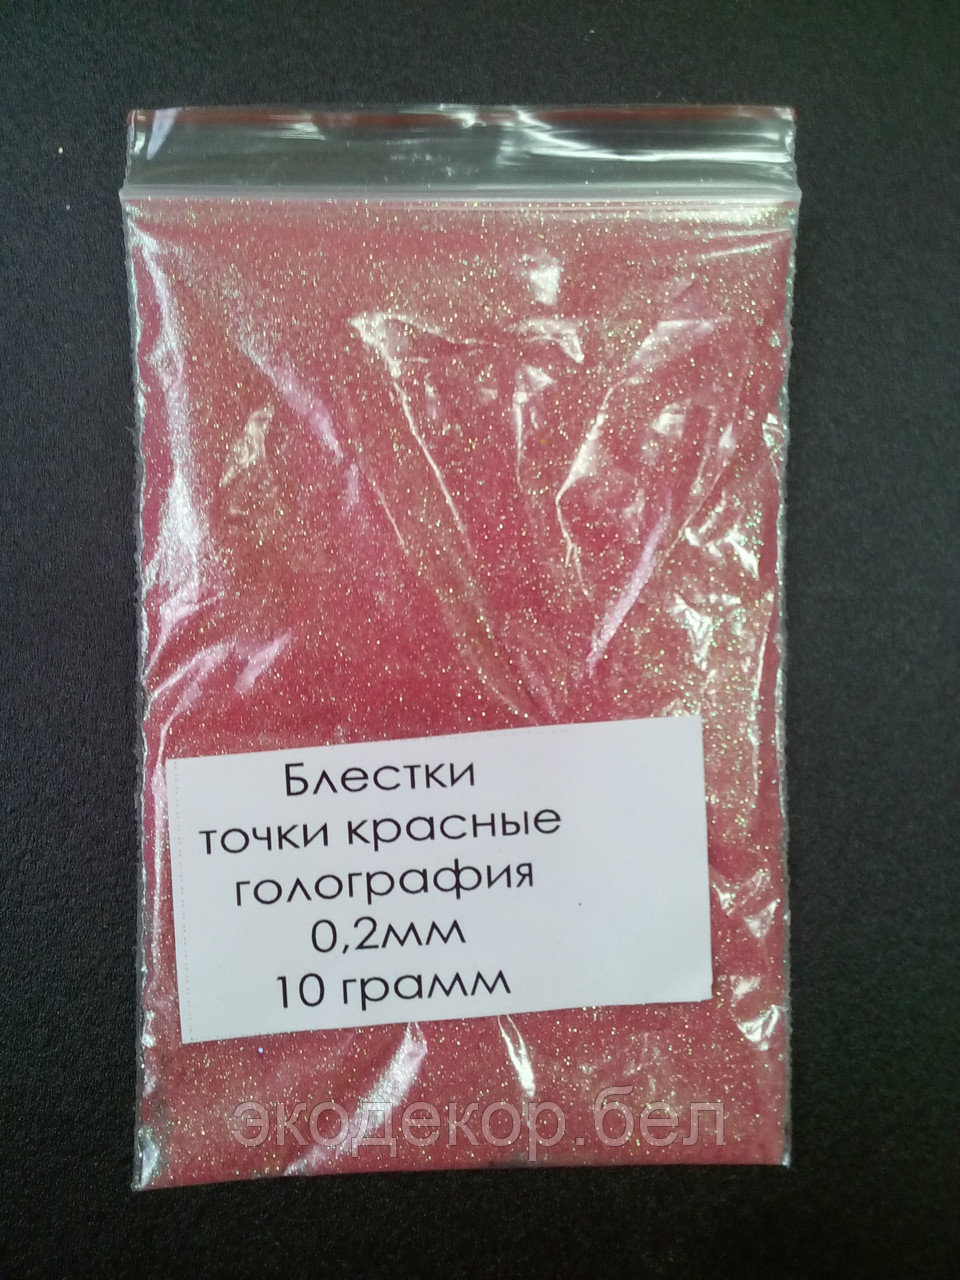 Блестки
точки красные
голография
0,2мм
10 грамм
экодекор.бел